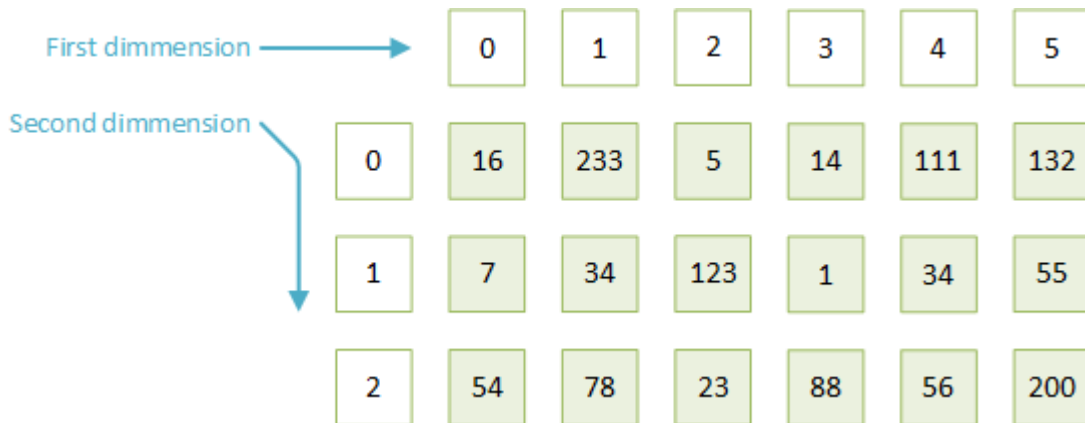 First dimmension 0 1 2 3 4 5
Second dimmension
0 16 233 5 14 111 132
1 7 34 123 1 34 55
2 54 78 23 88 56 200